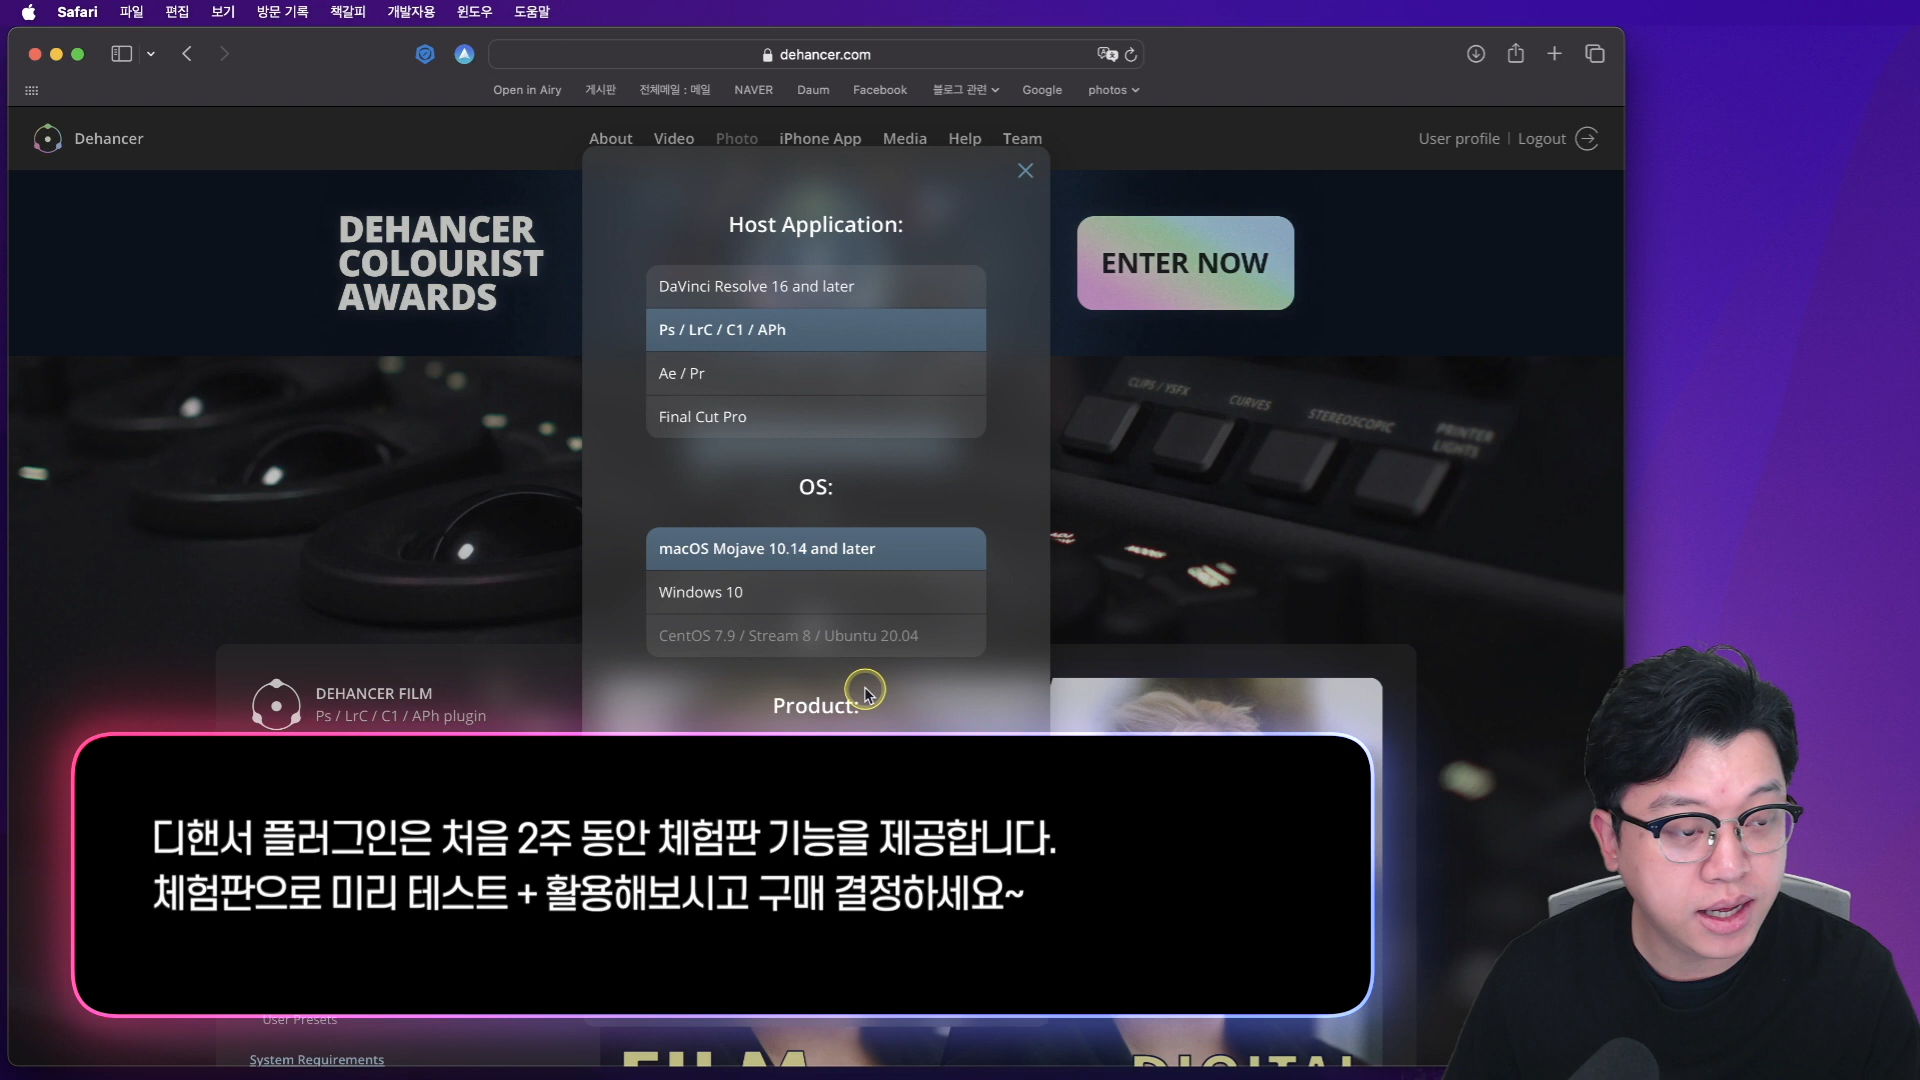 Safari 파일 편집 보기 방문 기록 책갈피 개발자용 윈도우 도움말
dehancer.com
Open in Airy 게시판 전체메일 : 메일 NAVER Daum Facebook 블로그 관련 Google photos
Dehancer About Video Photo iPhone App Media Help Team User profile | Logout
DEHANCER
COLOURIST
AWARDS
ENTER NOW
Host Application:
DaVinci Resolve 16 and later
Ps / LrC / C1 / APh
Ae / Pr
Final Cut Pro
CLIPS / YSFX
CURVES
STEREOSCOPIC
PRINTER
LIGHTS
OS:
macOS Mojave 10.14 and later
Windows 10
CentOS 7.9 / Stream 8 / Ubuntu 20.04
Product:
DEHANCER FILM
Ps / LrC / C1 / APh plugin
디핸서 플러그인은 처음 2주 동안 체험판 기능을 제공합니다.
체험판으로 미리 테스트 + 활용해보시고 구매 결정하세요~
User Presets
System Requirements
FILM
DIGITAL